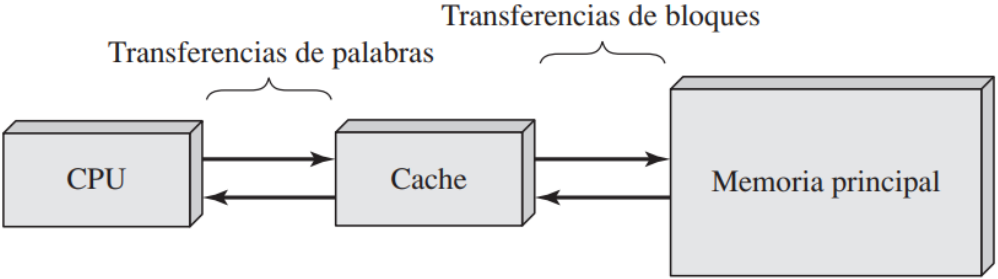 Transferencias de bloques
Transferencias de palabras
CPU
Cache
Memoria principal